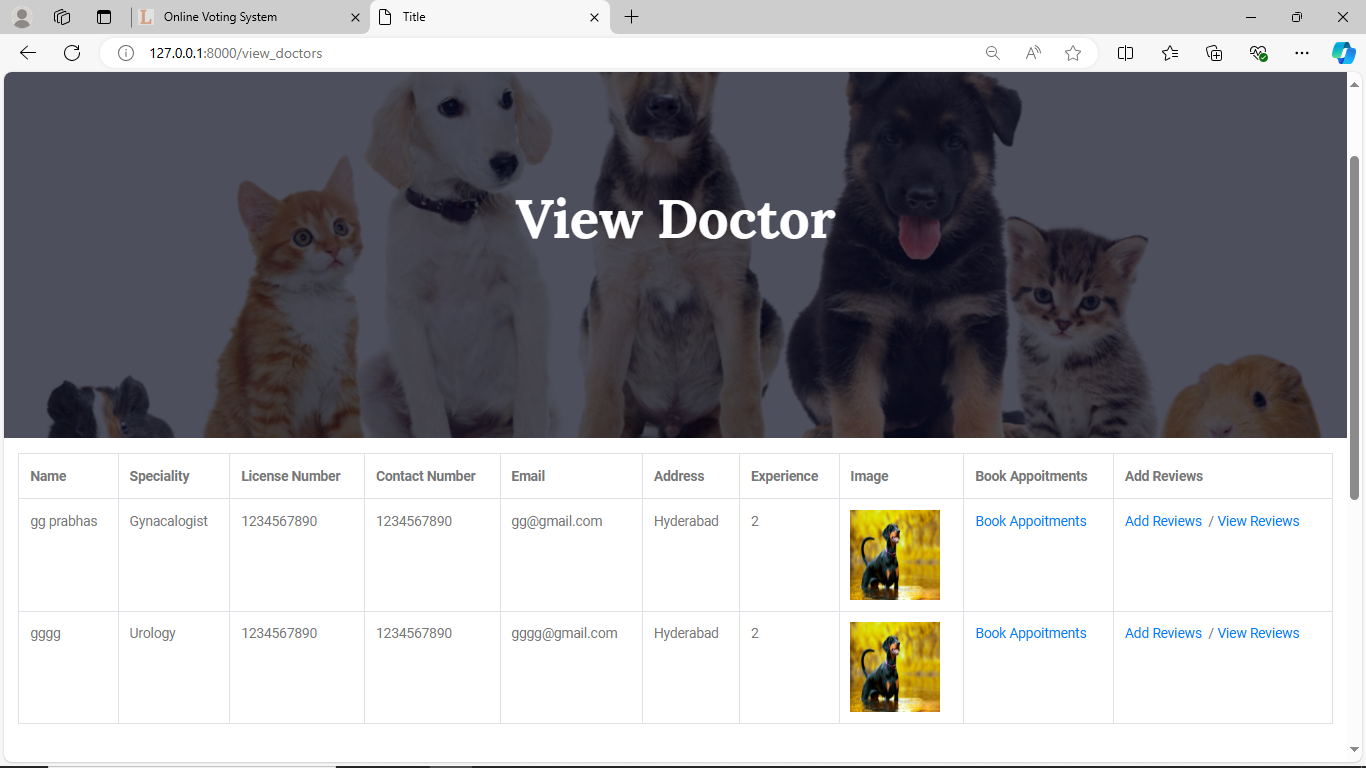 Online Voting System
Title
127.0.0.1:8000/view_doctors
View Doctor
Name Speciality License Number Contact Number Email Address Experience Image Book Appoitments Add Reviews
gg prabhas Gynacalogist 1234567890 1234567890 gg@gmail.com Hyderabad 2 Book Appoitments Add Reviews / View Reviews
gggg Urology 1234567890 1234567890 gggg@gmail.com Hyderabad 2 Book Appoitments Add Reviews / View Reviews